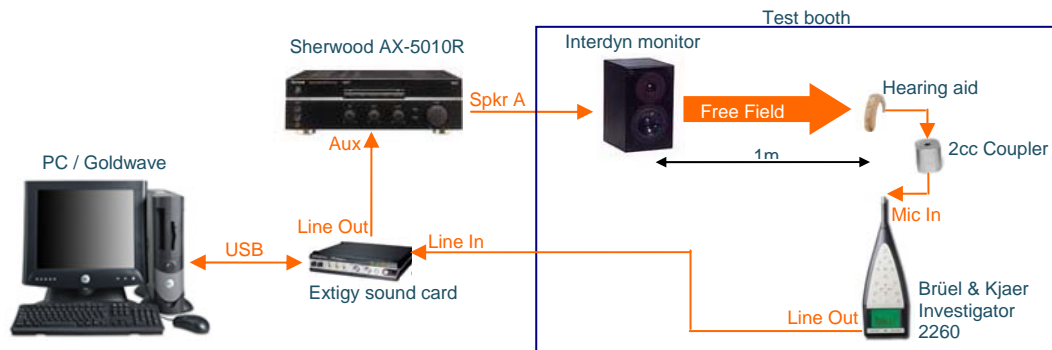 Test booth
Sherwood AX-5010R
Interdyn monitor
Spkr A
Free Field
Hearing aid
Aux
1m
2cc Coupler
PC / Goldwave
Mic In
Line Out
Line In
USB
Extigy sound card
Line Out
Brüel & Kjaer
Investigator
2260